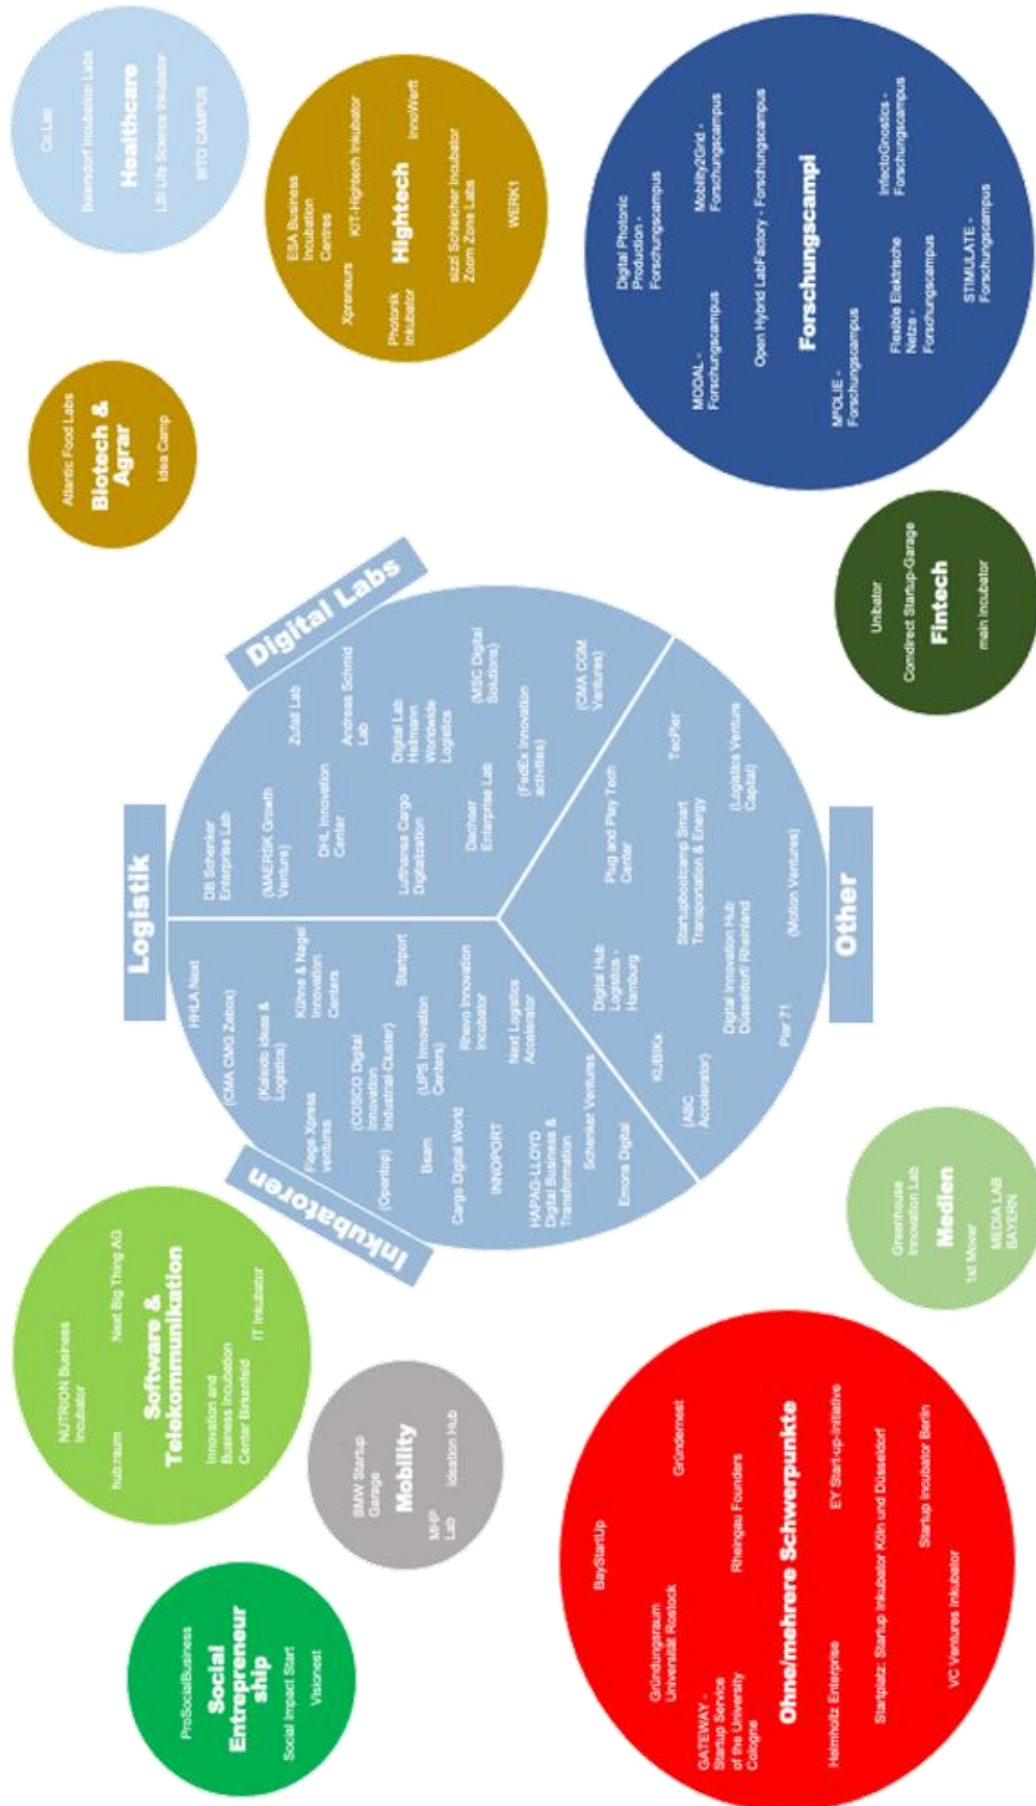 ProSocialBusiness
Social
Entrepreneur
ship
Social Impact Start
Visionest
NUTRION Business
Incubator
hub:raum
Next Big Thing AG
Software &
Telekommunikation
Innovation and
Business Incubation
Center Birkenfeld
IT Inkubator
BMW Startup
Garage
Mobility
MHP
Lab
Ideation Hub
BayStartUp
Gründungsraum
Universität Rostock
Gründernest
GATEWAY -
Startup Service
of the University
Cologne
Rheingau Founders
Ohne/mehrere Schwerpunkte
Helmholtz Enterprise
EY Start-up-Initiative
Startplatz: Startup Inkubator Köln und Düsseldorf
Startup Incubator Berlin
VC Ventures Inkubator
Greenhouse
Innovation Lab
Medien
1st Mover
MEDIA LAB
BAYERN
Logistik
Inkubatoren
HHLA Next
(CMA CMG Zebox)
(Kaleido Ideas &
Logistics)
Kühne & Nagel
Innovation
Centers
Fiege Xpress
ventures
(COSCO Digital
Innovation
Industrial Cluster)
Startport
(Opentop)
(UPS Innovation
Centers)
Beam
Rhevo Innovation
Incubator
Cargo Digital World
INNOPORT
Next Logistics
Accelerator
HAPAG-LLOYD
Digital Business &
Transformation
Schenker Ventures
Emons Digital
Digital Labs
DB Schenker
Enterprise Lab
Zufall Lab
(MAERSK Growth
Venture)
DHL Innovation
Center
Andreas Schmid
Lab
Lufthansa Cargo
Digitalization
Digital Lab
Hellmann
Worldwide
Logistics
Dachser
Enterprise Lab
(MSC Digital
Solutions)
(FedEx Innovation
activities)
(CMA CGM
Ventures)
Other
Digital Hub
Logistics -
Hamburg
Plug and Play Tech
Center
KUBIKx
TecPier
(ABC
Accelerator)
Startupbootcamp Smart
Transportation & Energy
Digital Innovation Hub
Düsseldorf/ Rheinland
(Logistics Venture
Capital)
Pier 71
(Motion Ventures)
Atlantic Food Labs
Biotech &
Agrar
Idea Camp
Co.Lab
Beiersdorf Incubation Labs
Healthcare
LSI Life Science Inkubator
BITO CAMPUS
ESA Business
Incubation
Centres
Xpreneurs
KIT-Hightech Inkubator
Photonik
Inkubator
Hightech
InnoWerft
sizzl Schleicher Incubator
Zoom Zone Labs
WERK1
Digital Photonic
Production -
Forschungscampus
MODAL -
Forschungscampus
Mobility2Grid -
Forschungscampus
Open Hybrid LabFactory - Forschungscampus
Forschungscampi
M²OLIE -
Forschungscampus
InfectoGnostics -
Forschungscampus
Flexible Elektrische
Netze -
Forschungscampus
STIMULATE -
Forschungscampus
Unibator
Comdirect Startup-Garage
Fintech
main incubator